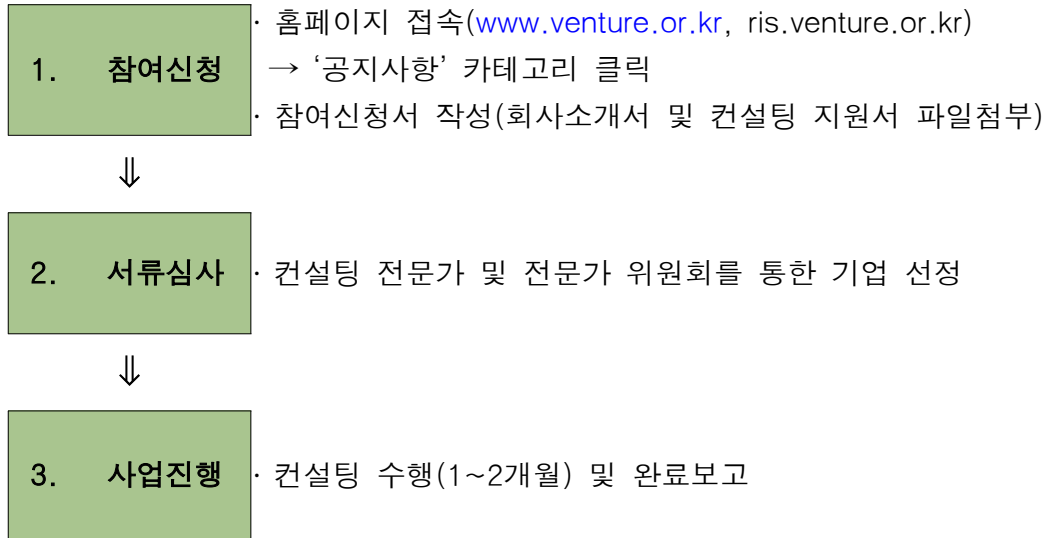 · 홈페이지 접속(www.venture.or.kr, ris.venture.or.kr)
1. 참여신청 → ‘공지사항’ 카테고리 클릭
· 참여신청서 작성(회사소개서 및 컨설팅 지원서 파일첨부)
⇓
2. 서류심사 · 컨설팅 전문가 및 전문가 위원회를 통한 기업 선정
⇓
3. 사업진행 · 컨설팅 수행(1~2개월) 및 완료보고